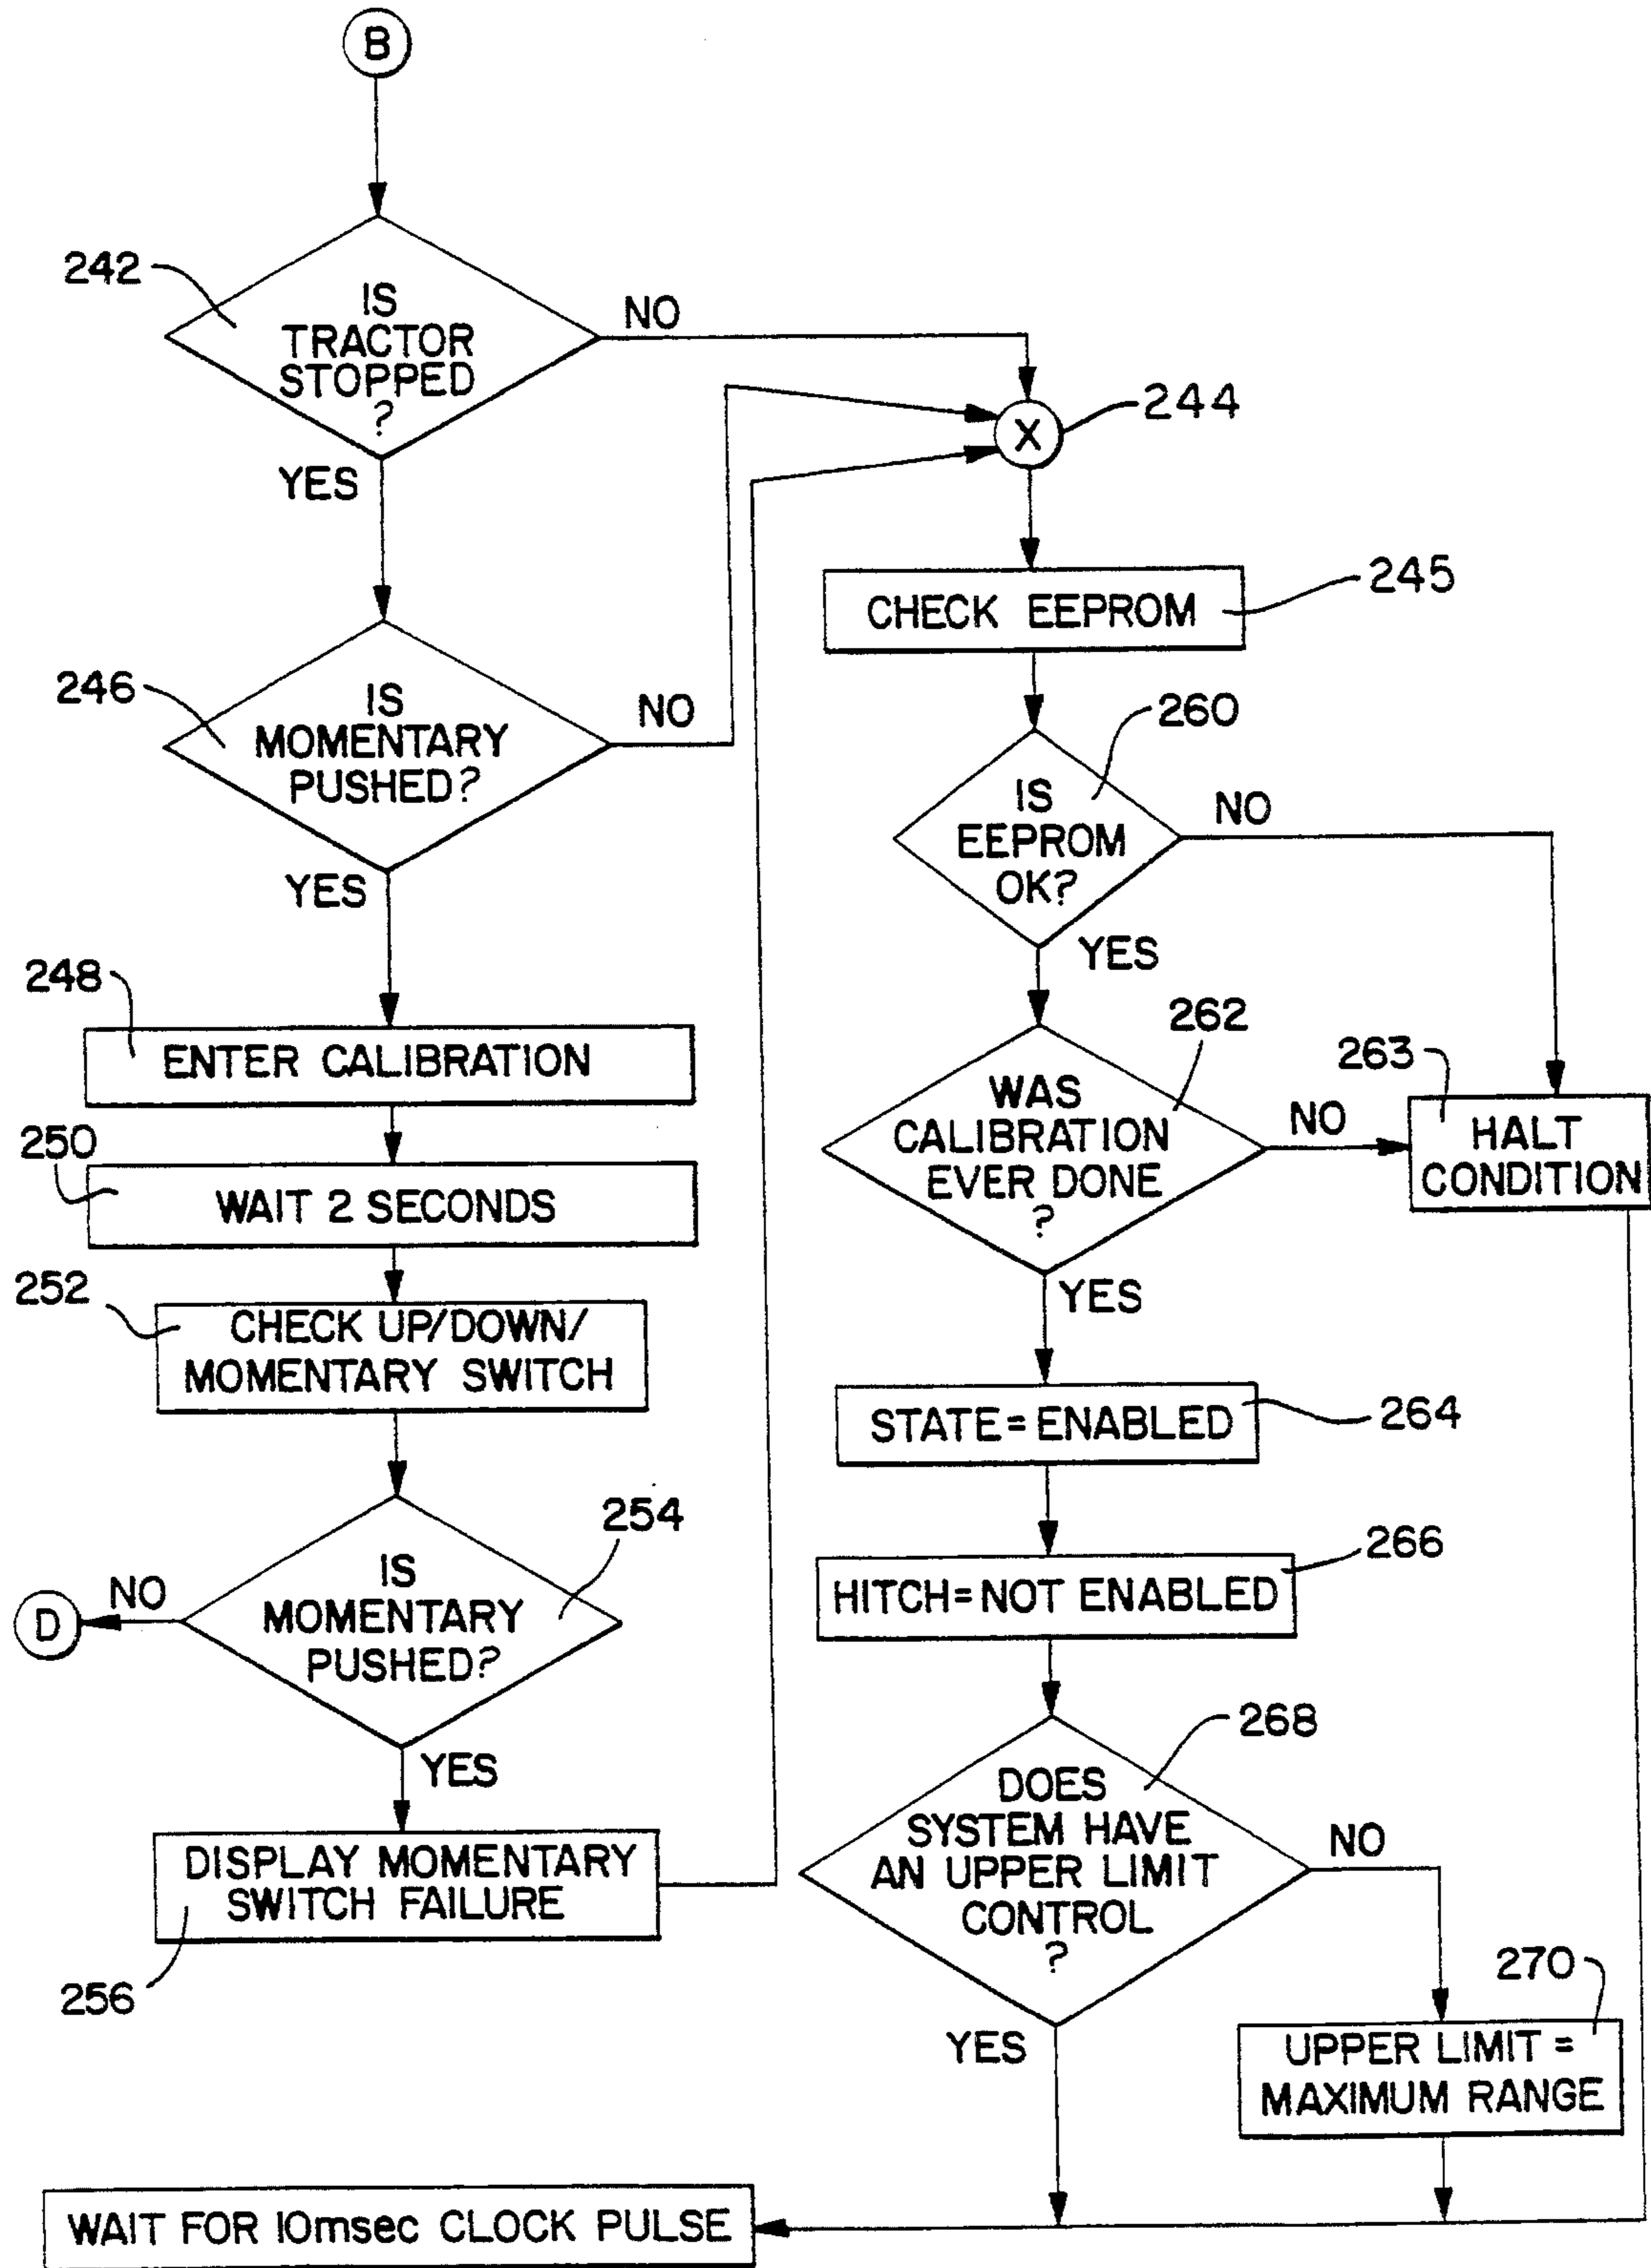 B
242
IS
TRACTOR
STOPPED
?
NO
YES
X
244
246
IS
MOMENTARY
PUSHED?
NO
YES
248
ENTER CALIBRATION
250
WAIT 2 SECONDS
252
CHECK UP/DOWN/
MOMENTARY SWITCH
254
IS
MOMENTARY
PUSHED?
NO
D
YES
DISPLAY MOMENTARY
SWITCH FAILURE
256
CHECK EEPROM
245
260
IS
EEPROM
OK?
NO
YES
262
WAS
CALIBRATION
EVER DONE
?
NO
263
HALT
CONDITION
YES
STATE=ENABLED
264
HITCH=NOT ENABLED
266
268
DOES
SYSTEM HAVE
AN UPPER LIMIT
CONTROL
?
NO
YES
270
UPPER LIMIT =
MAXIMUM RANGE
WAIT FOR 10msec CLOCK PULSE